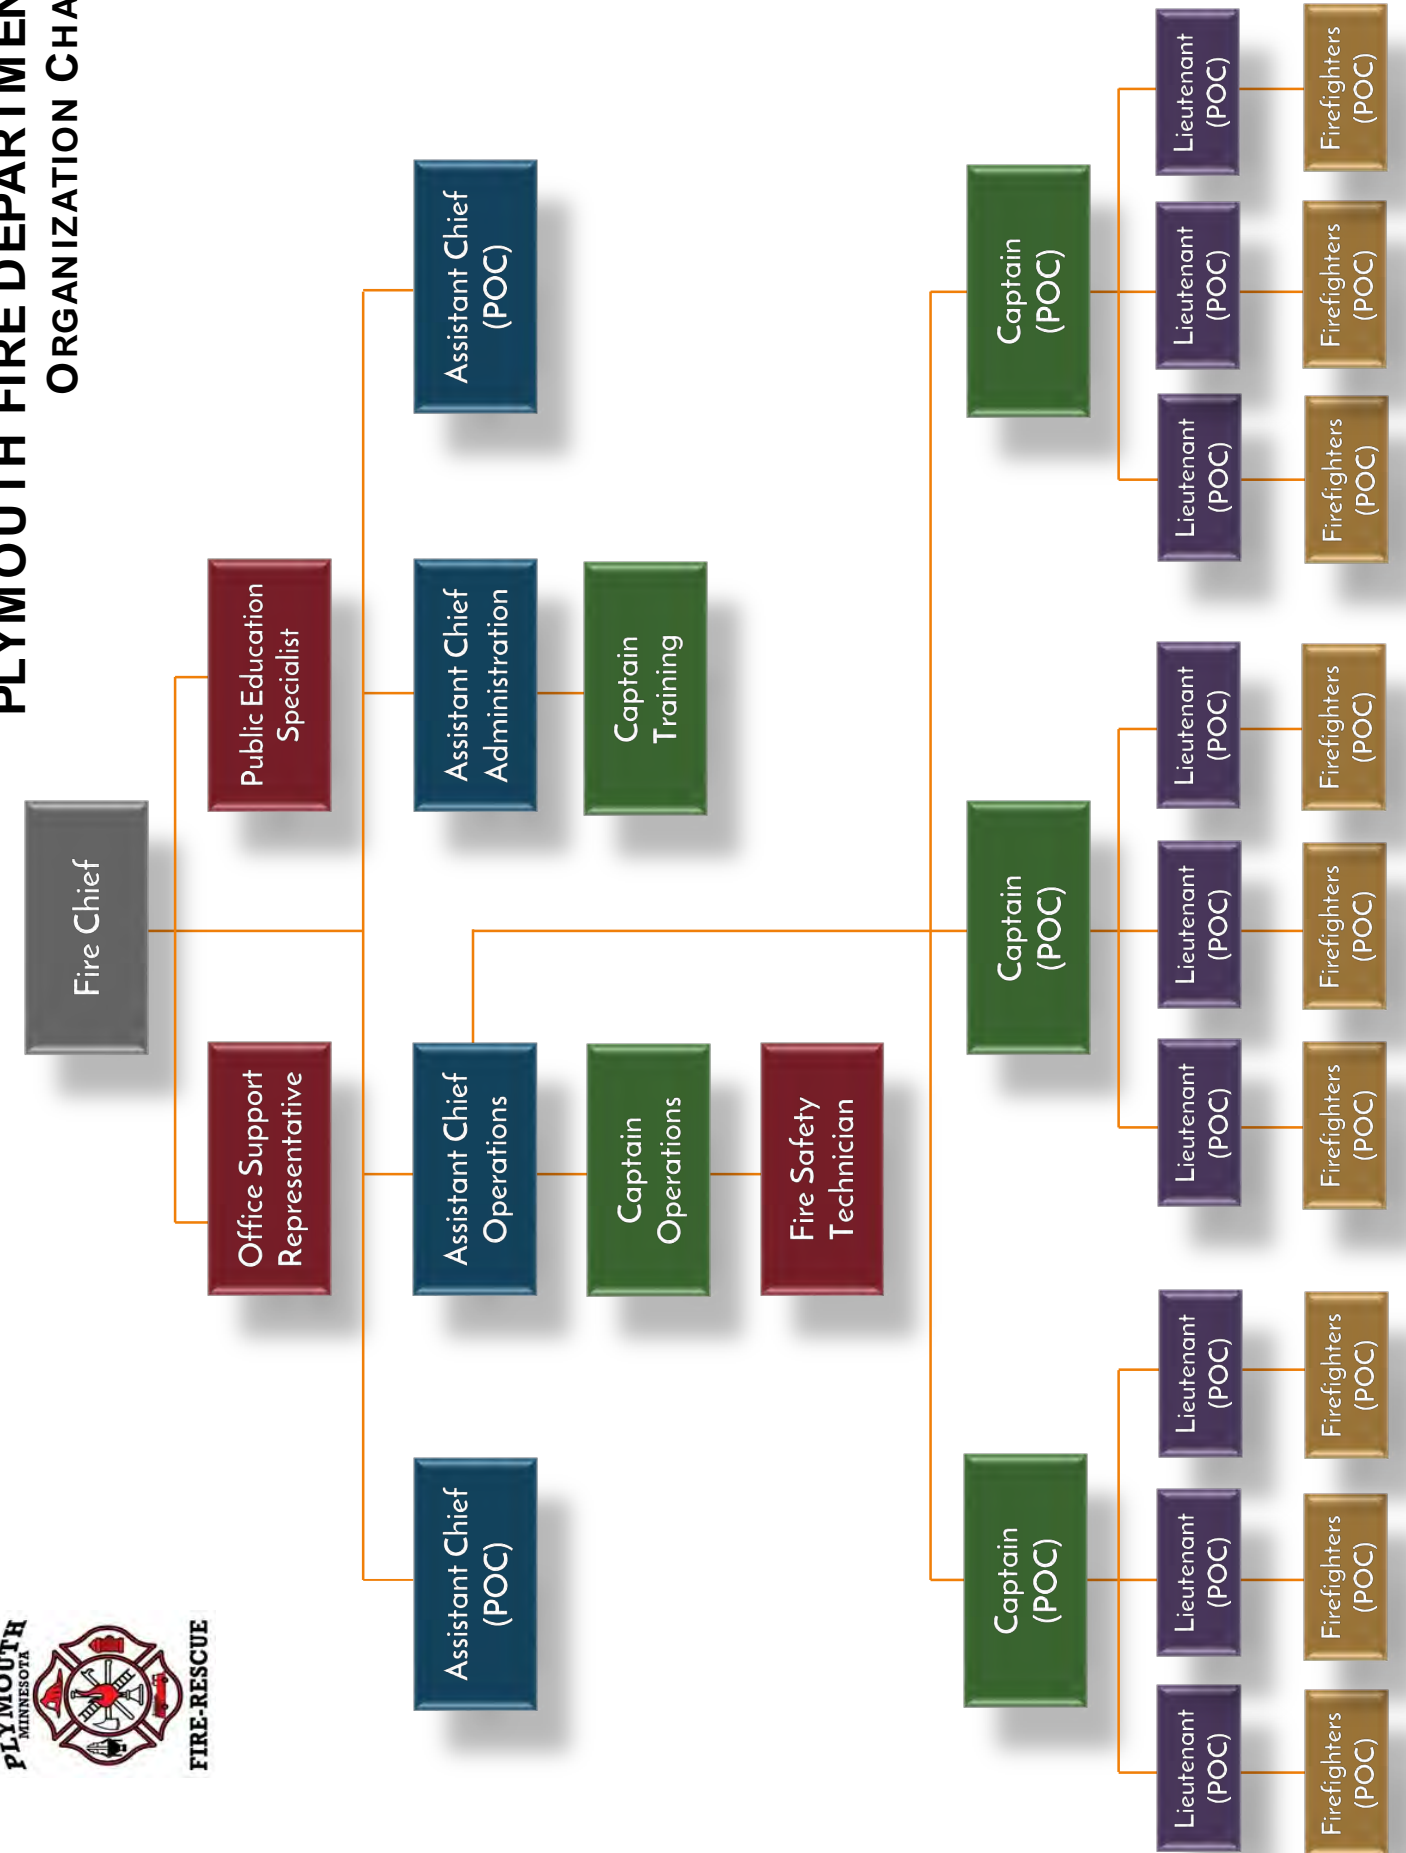 PLYMOUTH
MINNESOTA
FIRE-RESCUE
PLYMOUTH FIRE DEPARTMEN
ORGANIZATION CHA
Fire Chief
Office Support
Representative
Public Education
Specialist
Assistant Chief
(POC)
Assistant Chief
Operations
Assistant Chief
Administration
Assistant Chief
(POC)
Captain
Operations
Captain
Training
Fire Safety
Technician
Captain
(POC)
Captain
(POC)
Captain
(POC)
Lieutenant
(POC)
Lieutenant
(POC)
Lieutenant
(POC)
Lieutenant
(POC)
Lieutenant
(POC)
Lieutenant
(POC)
Lieutenant
(POC)
Lieutenant
(POC)
Lieutenant
(POC)
Firefighters
(POC)
Firefighters
(POC)
Firefighters
(POC)
Firefighters
(POC)
Firefighters
(POC)
Firefighters
(POC)
Firefighters
(POC)
Firefighters
(POC)
Firefighters
(POC)